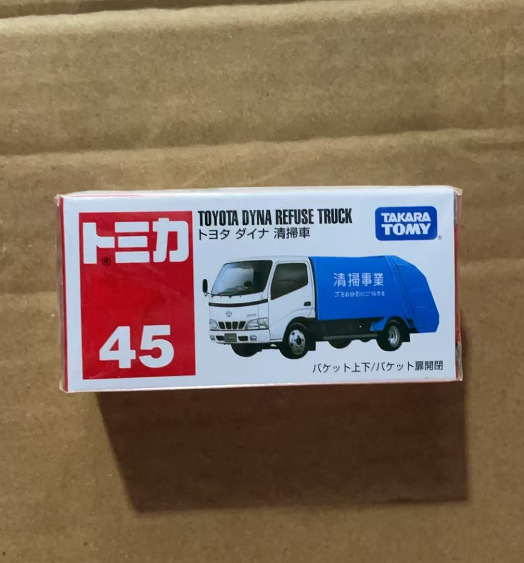 トミカ
45
TOYOTA DYNA REFUSE TRUCK
トヨタ ダイナ 清掃車
TAKARA
TOMY
清掃事業
バケット上下/バケット扉開閉